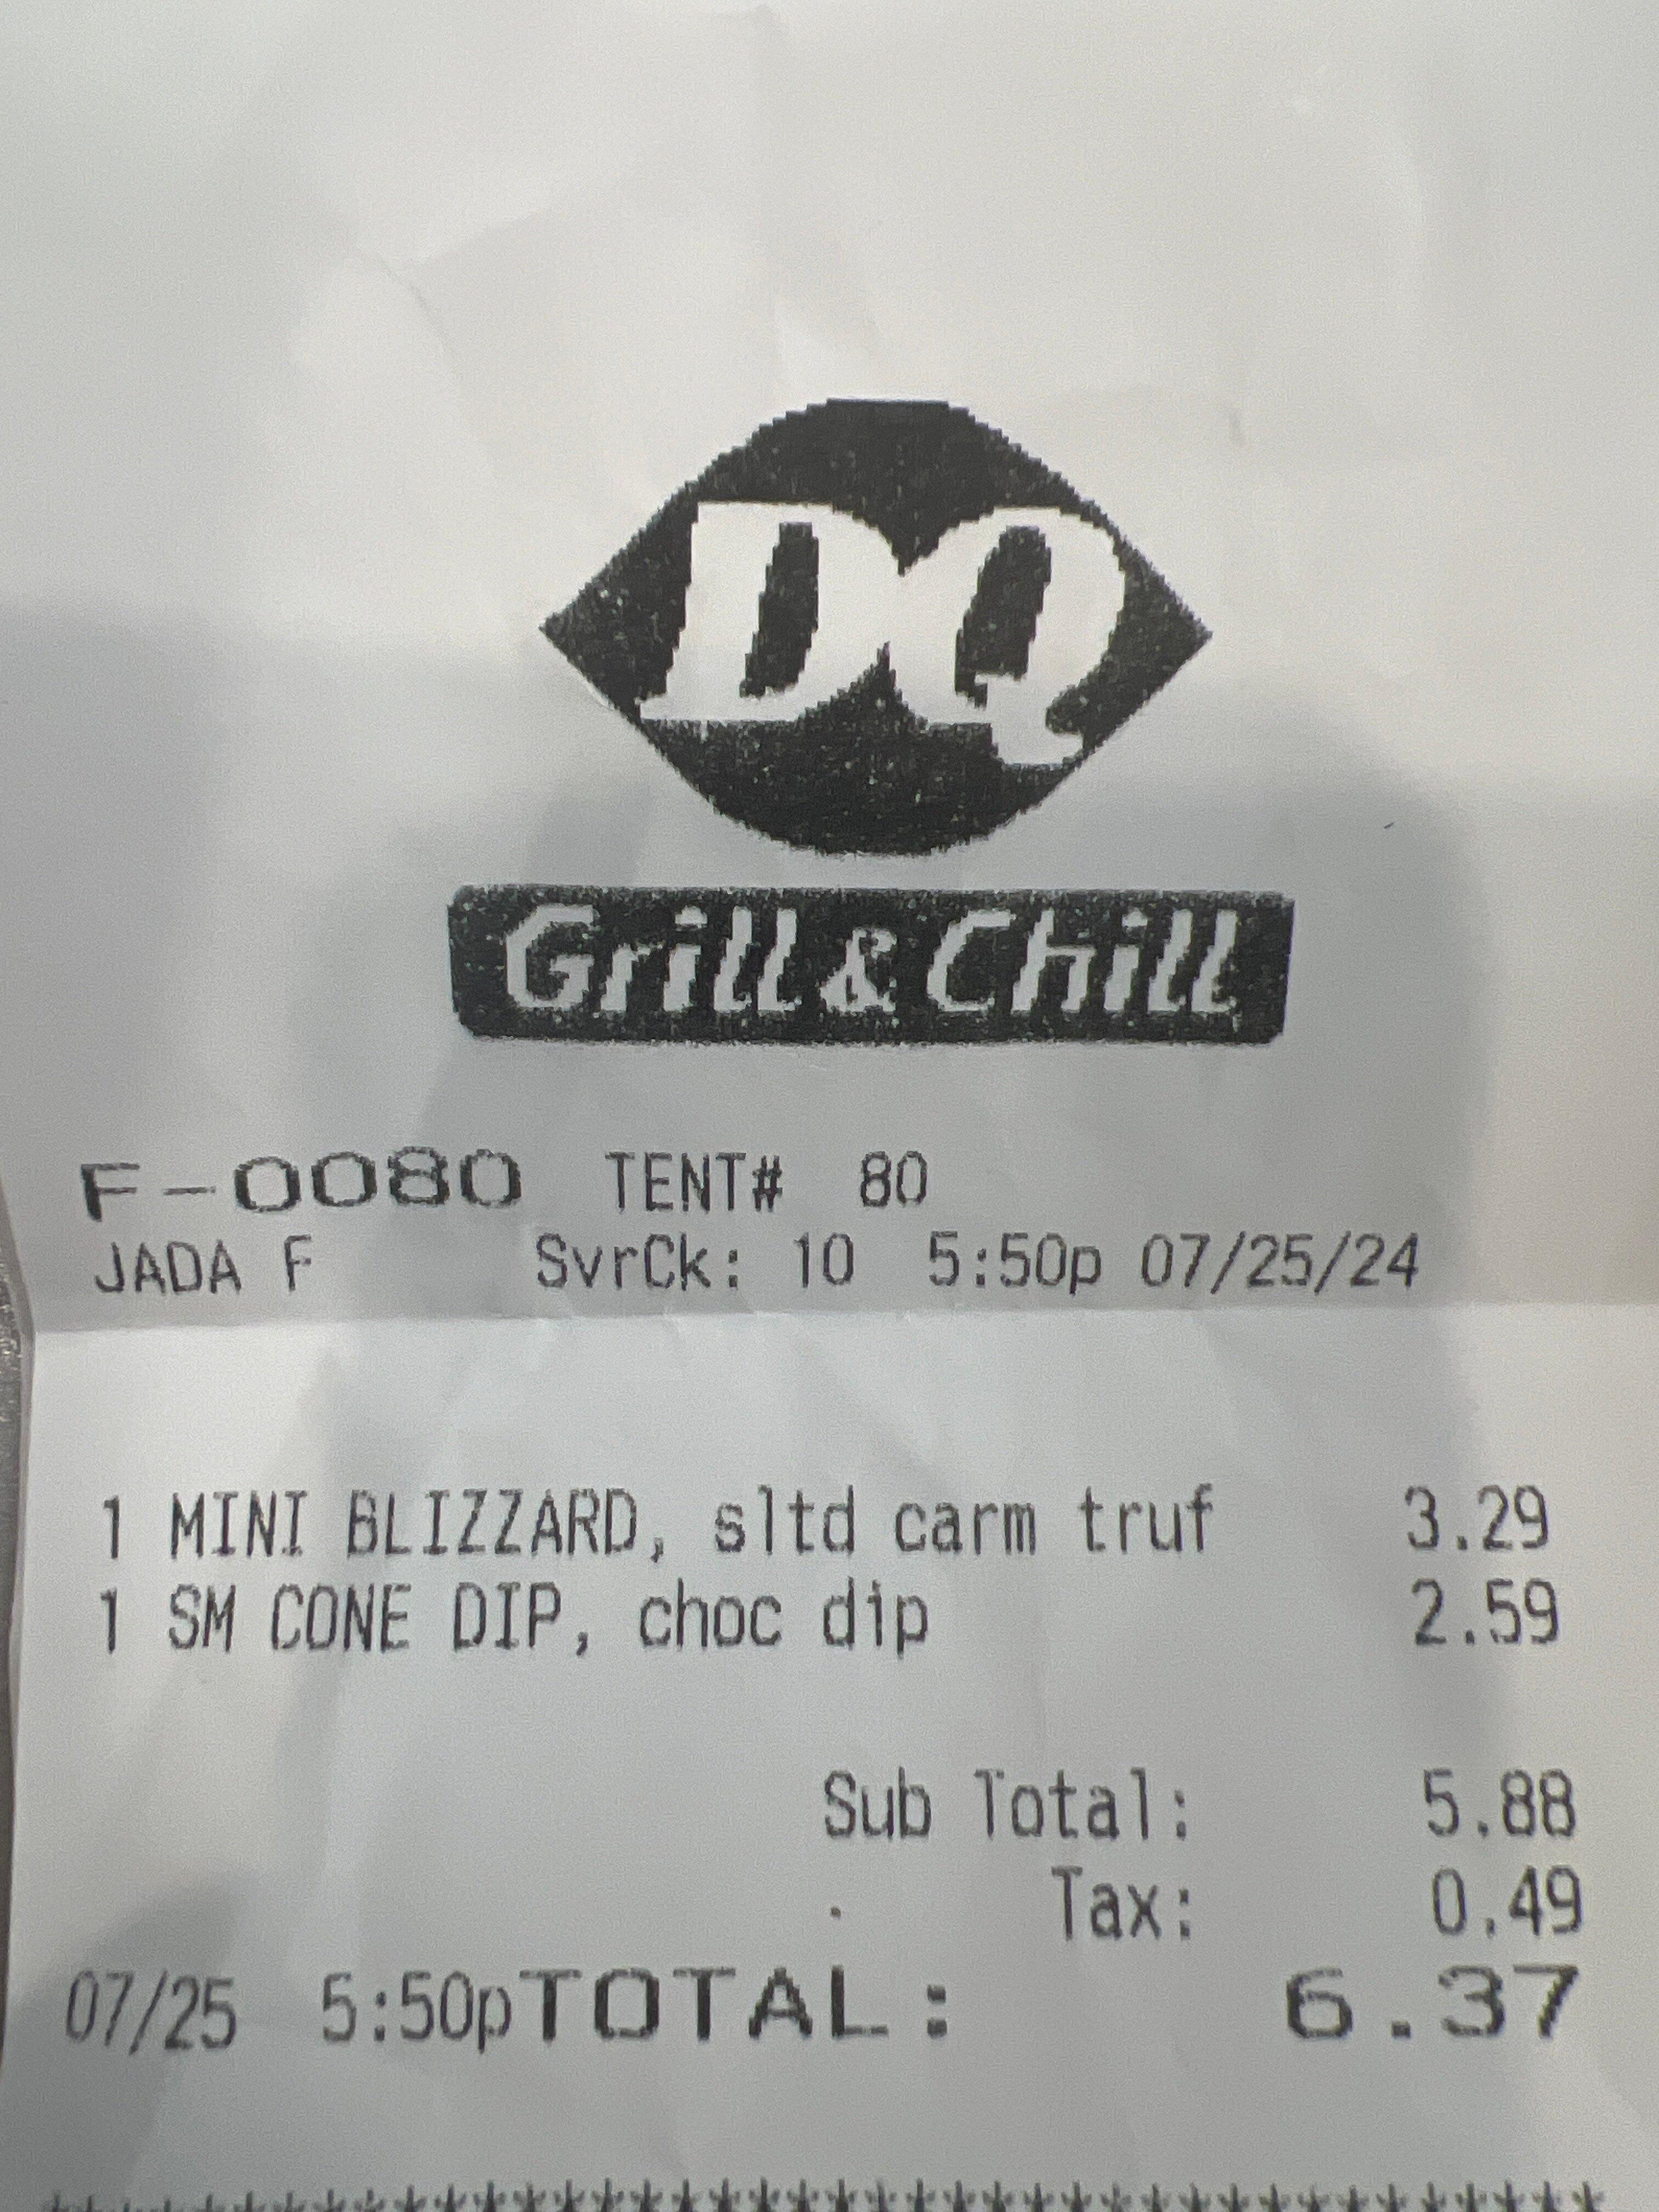 DQ
Grill & Chill
F-0080 TENT# 80
JADA F SvrCk: 10 5:50p 07/25/24
1 MINI BLIZZARD, sltd carm truf 3.29
1 SM CONE DIP, choc dip 2.59
Sub Total: 5.88
Tax: 0.49
07/25 5:50pTOTAL: 6.37